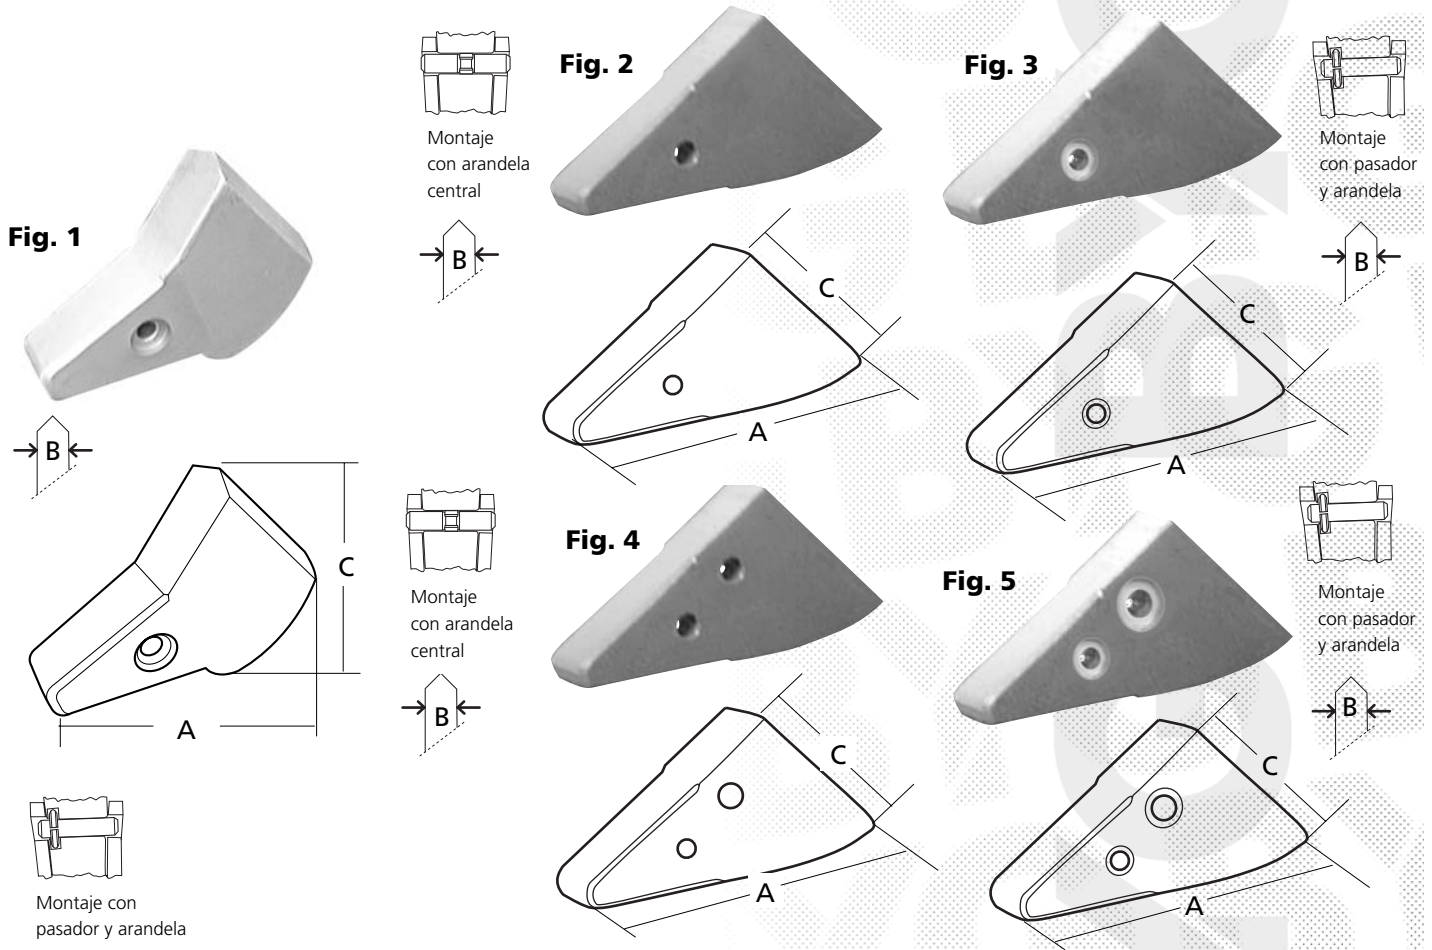 Fig. 1
B
A
C
Montaje con
pasador y arandela
Montaje
con arandela
central
B
Fig. 2
C
A
Fig. 3
Montaje
con pasador
y arandela
B
C
A
Montaje
con arandela
central
B
Fig. 4
C
A
Fig. 5
Montaje
con pasador
y arandela
B
C
A